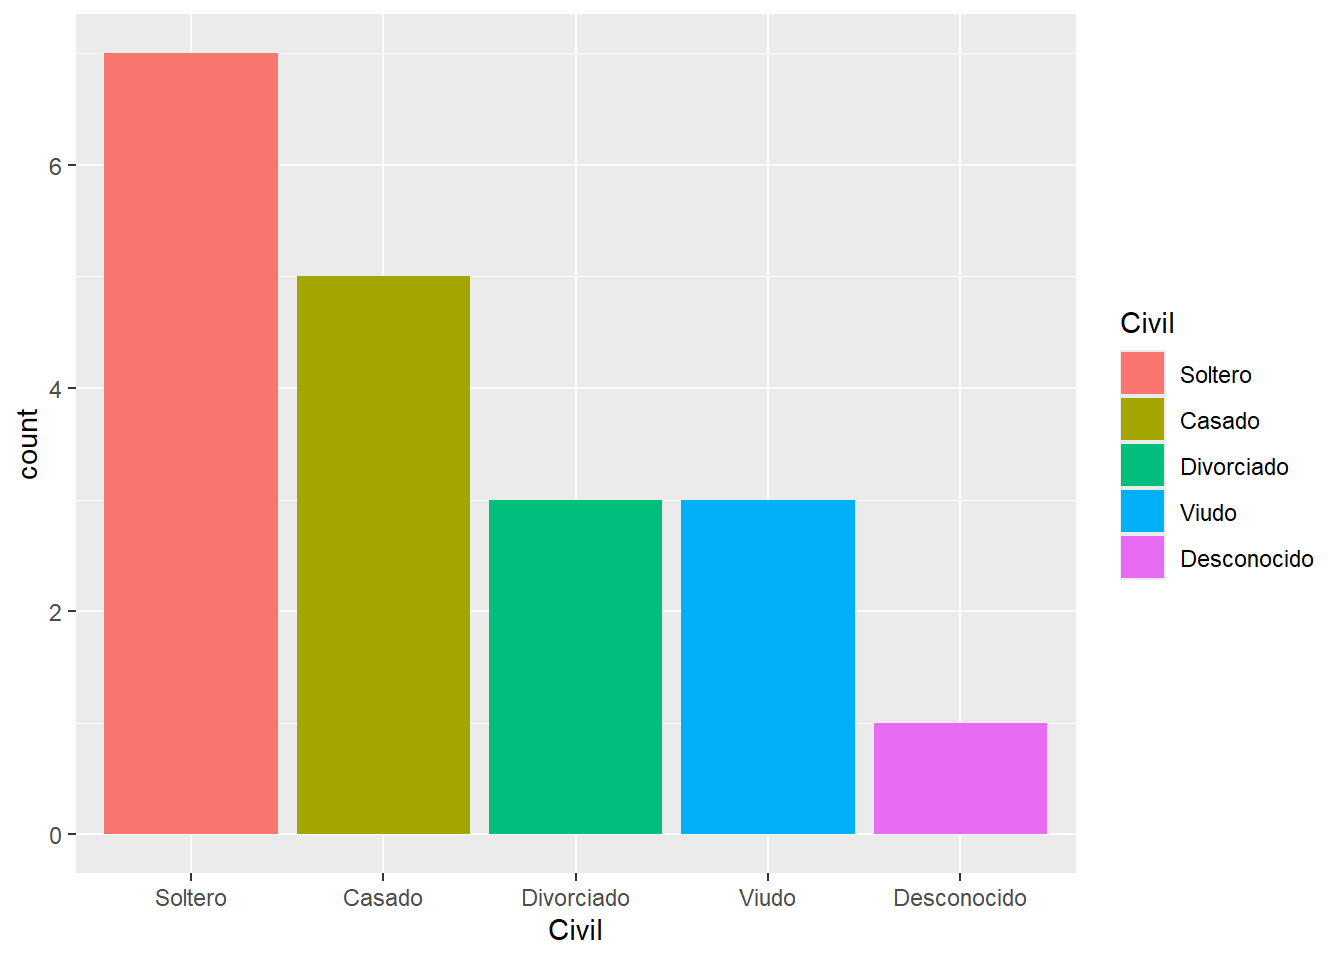 count
6
4
2
0
Soltero Casado Divorciado Viudo Desconocido
Civil
Civil
Soltero
Casado
Divorciado
Viudo
Desconocido